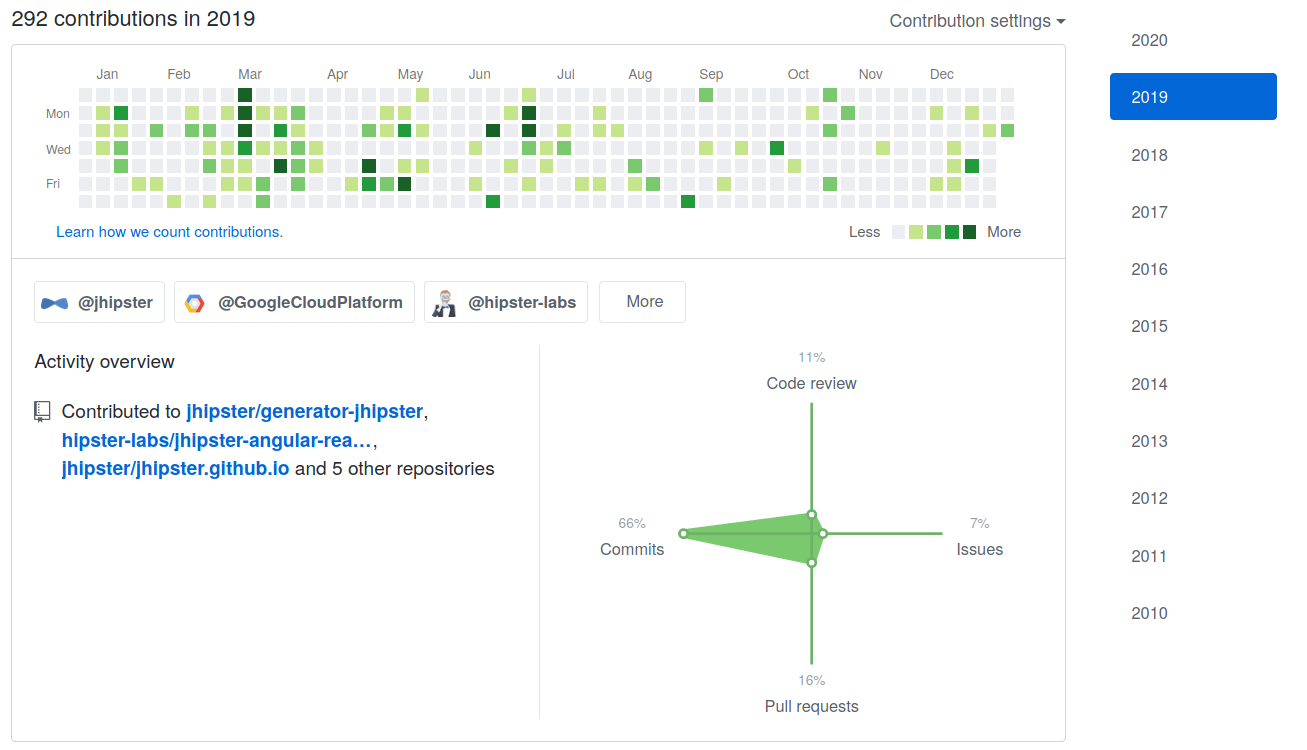 292 contributions in 2019
Contribution settings
Jan Feb Mar Apr May Jun Jul Aug Sep Oct Nov Dec
Mon
Wed
Fri
Learn how we count contributions.
Less More
@jhipster @GoogleCloudPlatform @hipster-labs More
Activity overview
Contributed to jhipster/generator-jhipster,
hipster-labs/jhipster-angular-rea…,
jhipster/jhipster.github.io and 5 other repositories
11%
Code review
66%
Commits
7%
Issues
16%
Pull requests
2020
2019
2018
2017
2016
2015
2014
2013
2012
2011
2010